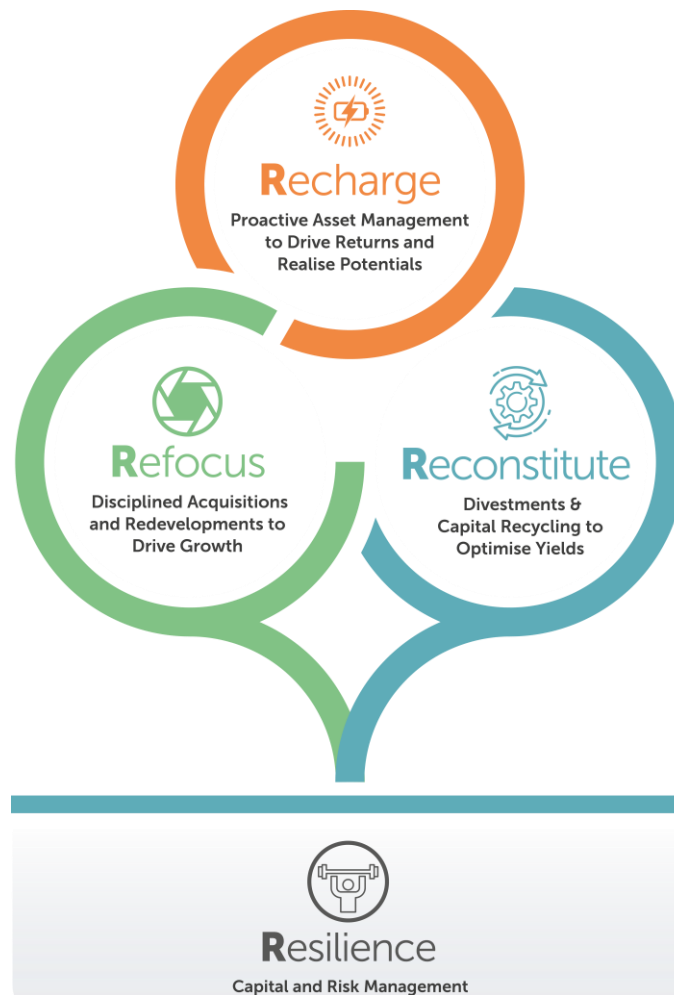 Recharge
Proactive Asset Management
to Drive Returns and
Realise Potentials
Refocus
Disciplined Acquisitions
and Redevelopments to
Drive Growth
Reconstitute
Divestments &
Capital Recycling to
Optimise Yields
Resilience
Capital and Risk Management